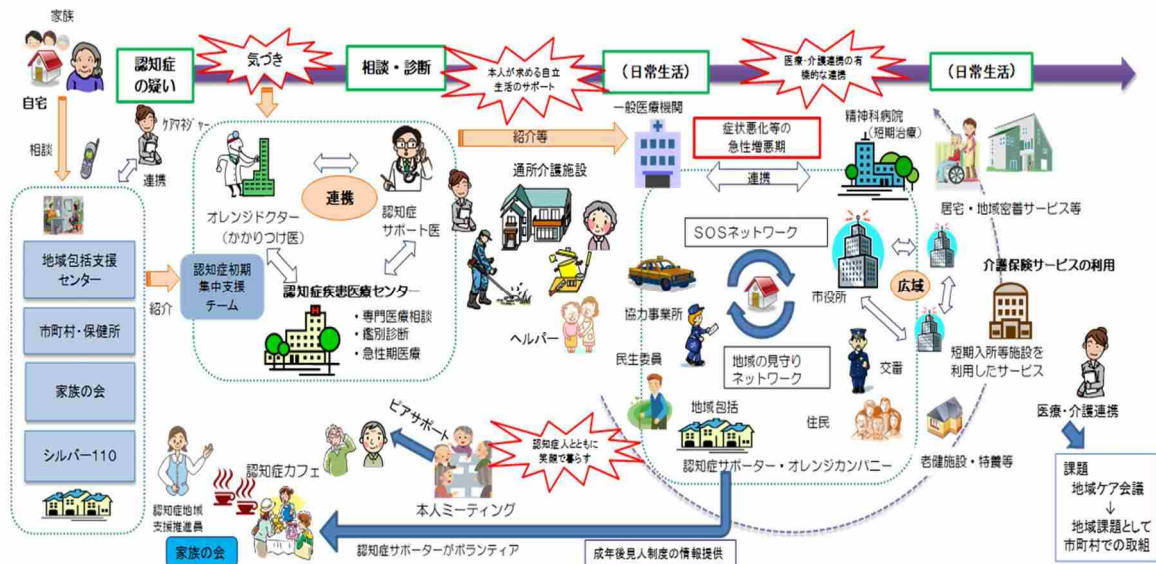 家族
自宅
認知症
の疑い
気づき
相談・診断
本人が求める自立
生活のサポート
(日常生活)
医療・介護連携の有
機的な連携
(日常生活)
相談
ケアマネジャー
連携
地域包括支援
センター
市町村・保健所
家族の会
シルバー110
紹介
オレンジドクター
(かかりつけ医)
連携
認知症
サポート医
認知症初期
集中支援
チーム
認知症疾患医療センター
・専門医療相談
・鑑別診断
・急性期医療
紹介等
通所介護施設
ヘルパー
一般医療機関
症状悪化等の
急性増悪期
連携
精神科病院
(短期治療)
居宅・地域密着サービス等
SOSネットワーク
協力事業所
市役所
広域
介護保険サービスの利用
地域の見守り
ネットワーク
民生委員
交番
短期入所等施設を
利用したサービス
地域包括
住民
認知症サポーター・オレンジカンパニー
老健施設・特養等
医療・介護連携
課題
地域ケア会議
↓
地域課題として
市町村での取組
ピアサポート
認知症人とともに
笑顔で暮らす
本人ミーティング
認知症カフェ
認知症地域
支援推進員
家族の会
認知症サポーターがボランティア
成年後見人制度の情報提供